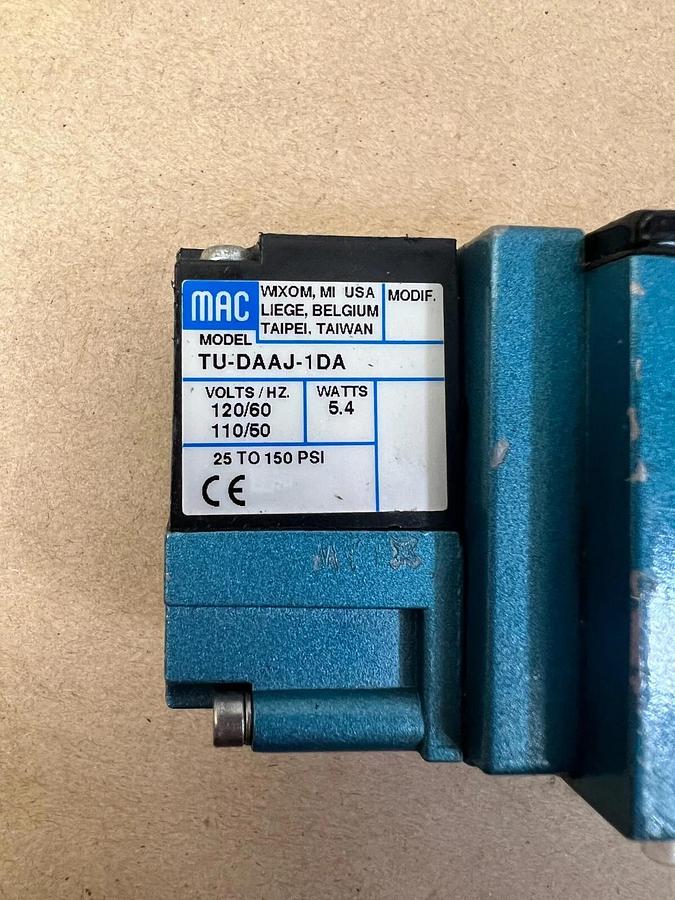 MAC
WIXOM, MI USA
LIEGE, BELGIUM
TAIPEI, TAIWAN
MODIF.
MODEL
TU-DAAJ-1DA
VOLTS / HZ.
120/60
110/50
WATTS
5.4
25 TO 150 PSI
CE